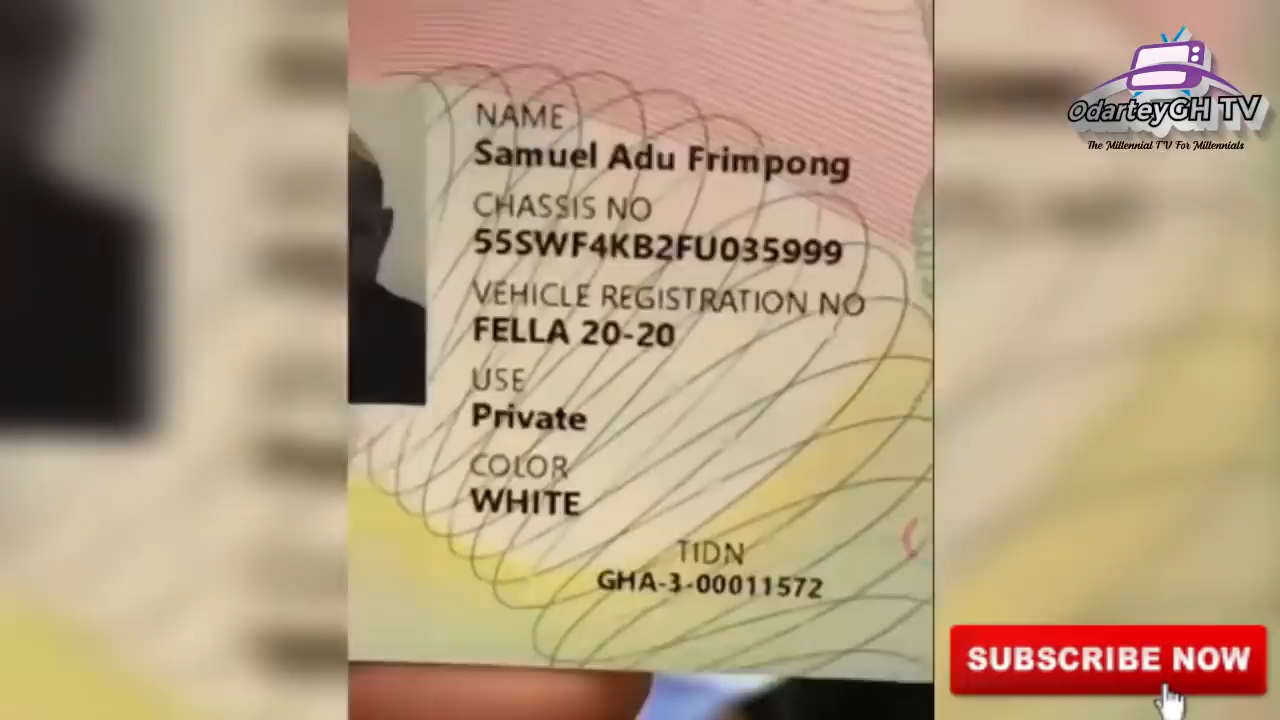 NAME
Samuel Adu Frimpong
CHASSIS NO
55SWF4KB2FU035999
VEHICLE REGISTRATION NO
FELLA 20-20
USE
Private
COLOR
WHITE
TIDN
GHA-3-00011572
OdarteyGH TV
The Millennial TV For Millennials
SUBSCRIBE NOW